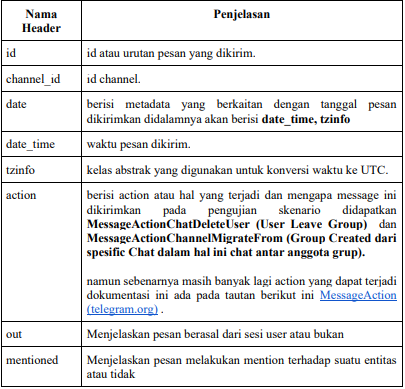 Nama Penjelasan
Header
id id atau urutan pesan yang dikirim.
channel_id id channel.
date berisi metadata yang berkaitan dengan tanggal pesan
dikirimkan didalamnya akan berisi date_time, tzinfo
date_time waktu pesan dikirim.
tzinfo kelas abstrak yang digunakan untuk konversi waktu ke UTC.
action berisi action atau hal yang terjadi dan mengapa message ini
dikirimkan pada pengujian skenario didapatkan
MessageActionChatDeleteUser (User Leave Group) dan
MessageActionChannelMigrateFrom (Group Created dari
spesific Chat dalam hal ini chat antar anggota grup).
namun sebenarnya masih banyak lagi action yang dapat terjadi
dokumentasi ini ada pada tautan berikut ini MessageAction
(telegram.org) .
out Menjelaskan pesan berasal dari sesi user atau bukan
mentioned Menjelaskan pesan melakukan mention terhadap suatu entitas
atau tidak